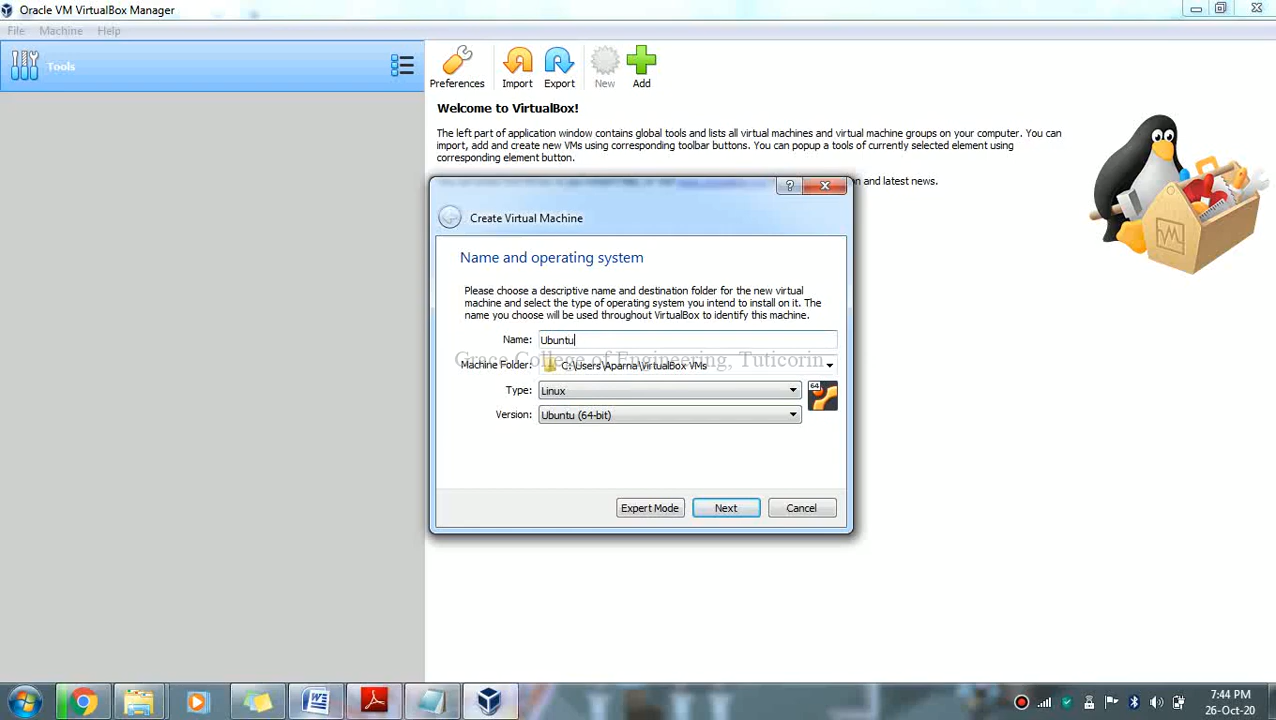 Oracle VM VirtualBox Manager
File Machine Help
Tools
Preferences Import Export New Add
Welcome to VirtualBox!
The left part of application window contains global tools and lists all virtual machines and virtual machine groups on your computer. You can
import, add and create new VMs using corresponding toolbar buttons. You can popup a tools of currently selected element using
corresponding element button.
on and latest news.
?
Create Virtual Machine
Name and operating system
Please choose a descriptive name and destination folder for the new virtual
machine and select the type of operating system you intend to install on it. The
name you choose will be used throughout VirtualBox to identify this machine.
Name: Ubuntu
Grace College of Engineering, Tuticorin
Machine Folder: C:\Users\Aparna\VirtualBox VMs
Type: Linux
64
Version: Ubuntu (64-bit)
Expert Mode Next Cancel
7:44 PM
26-Oct-20